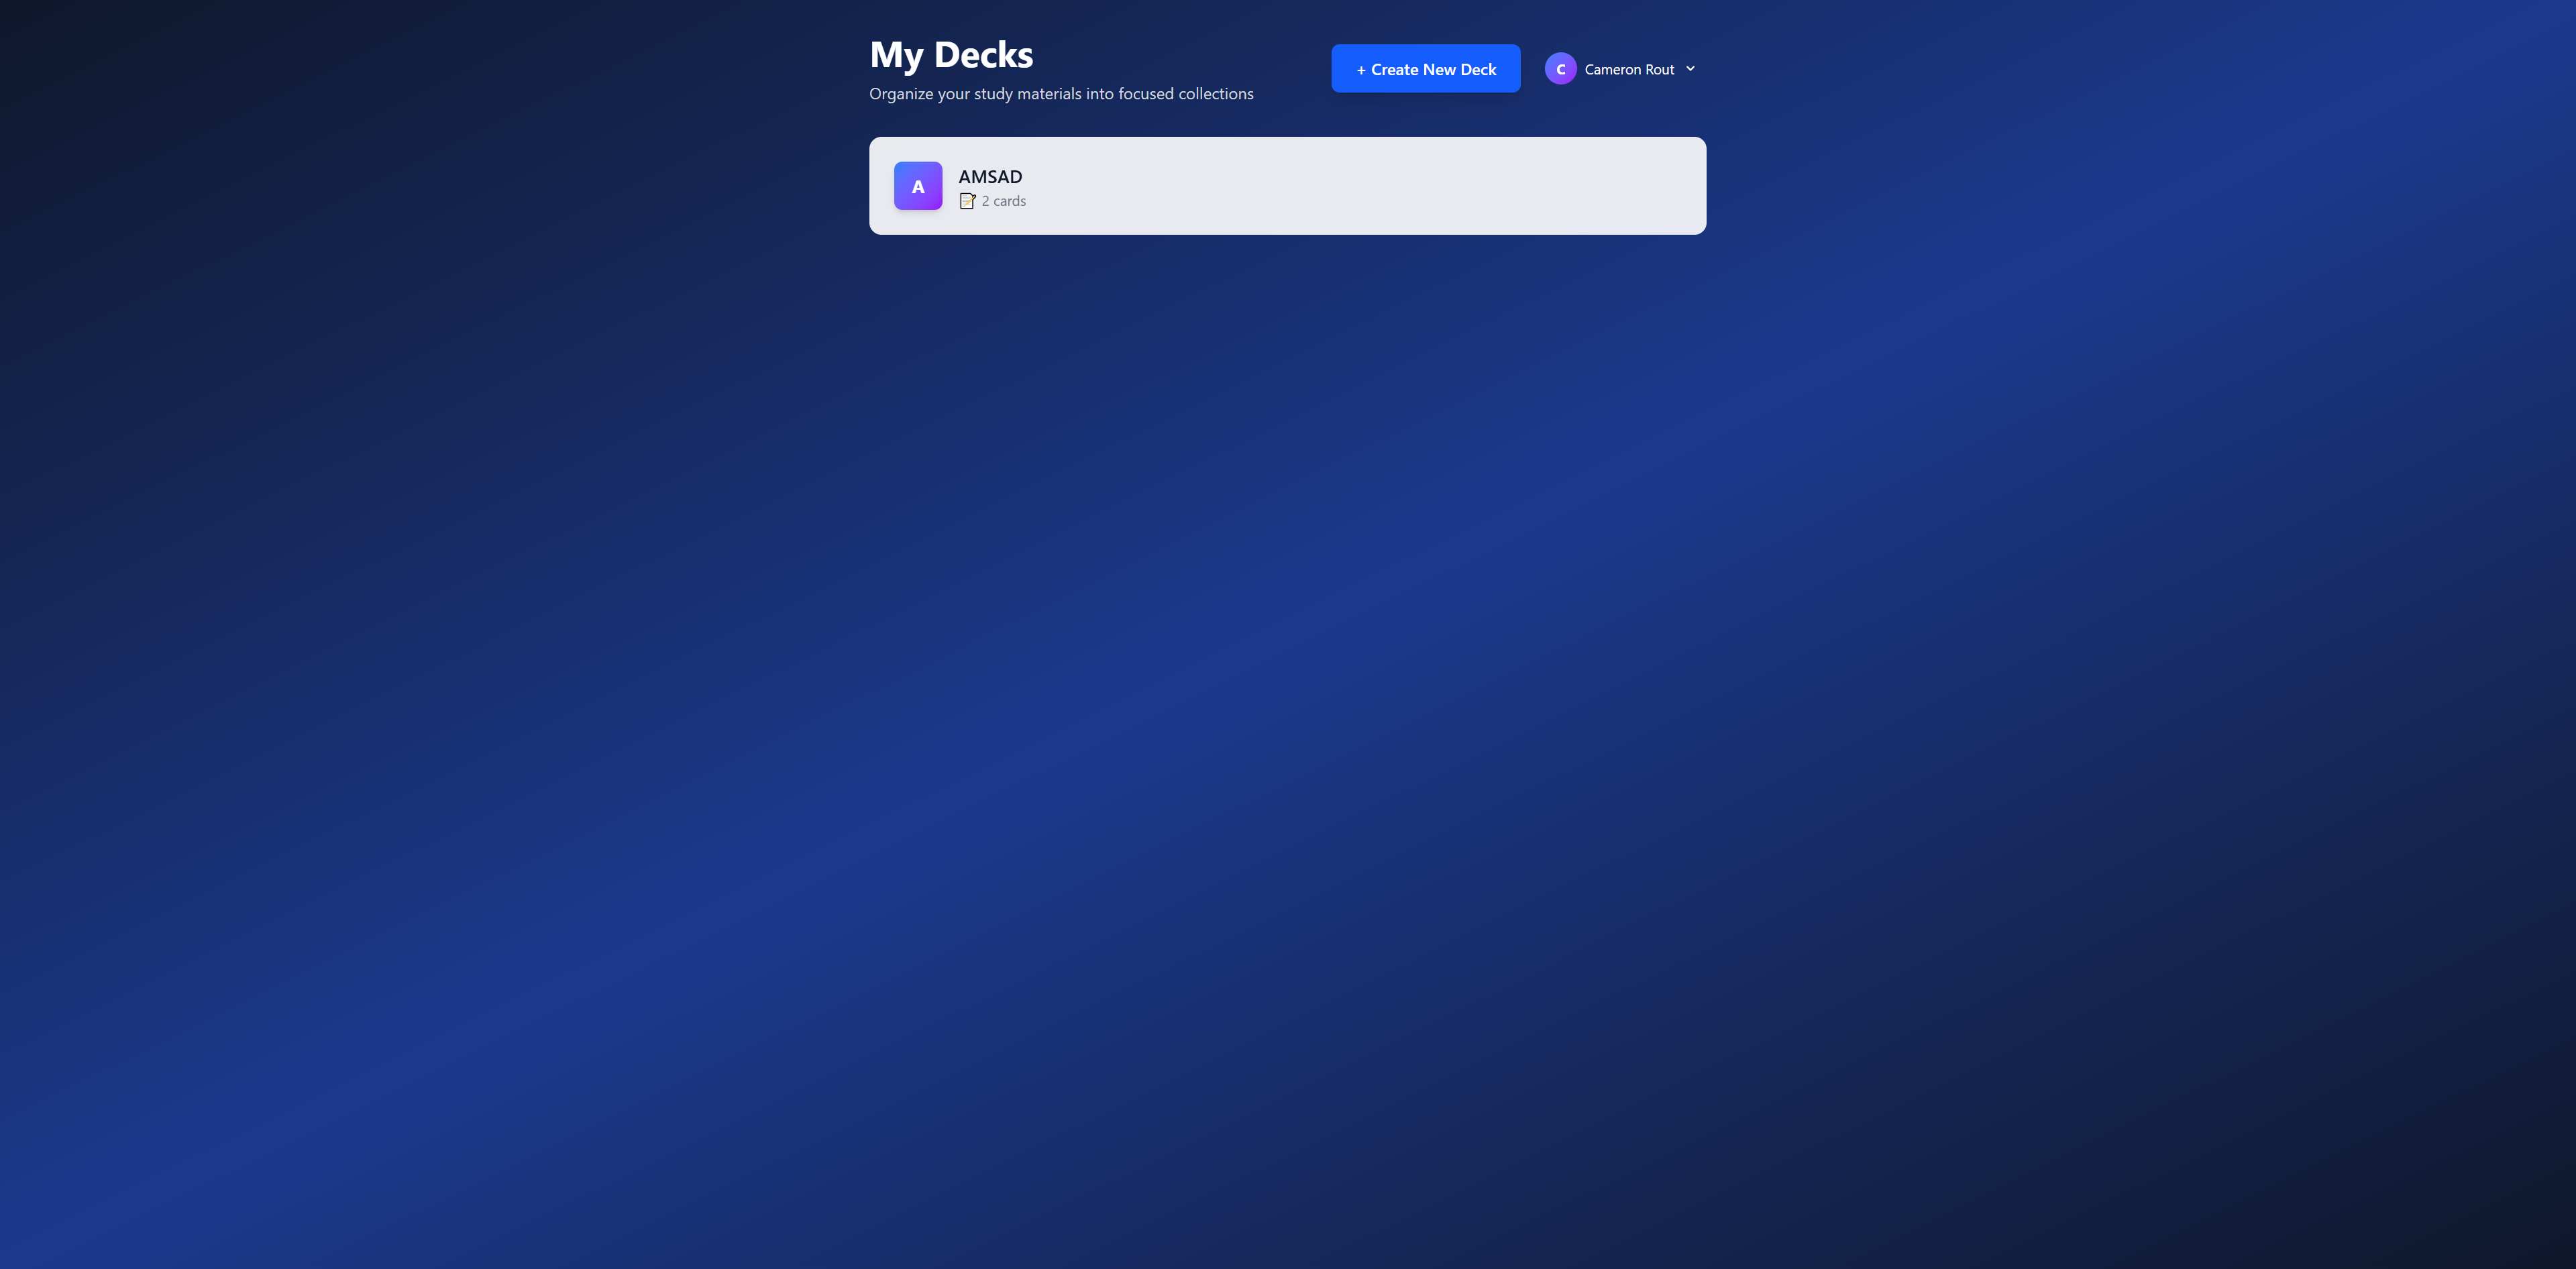 My Decks
Organize your study materials into focused collections
+ Create New Deck
C
Cameron Rout
A
AMSAD
2 cards